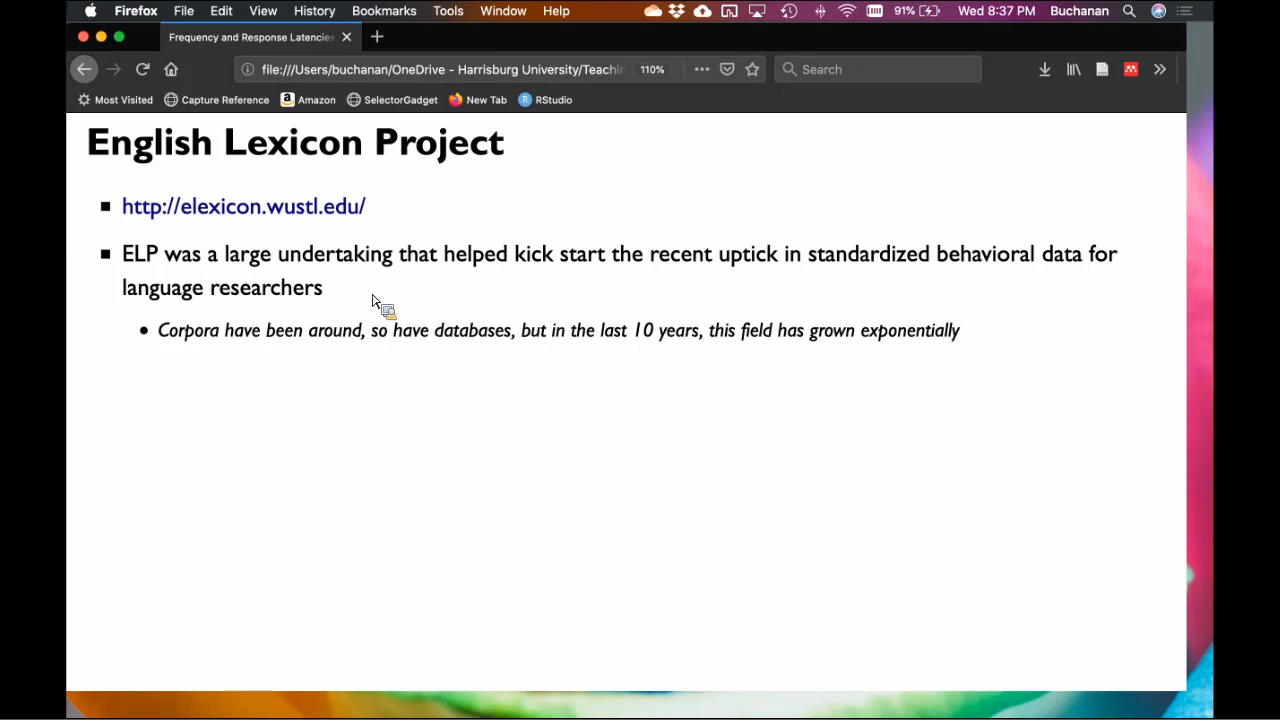 Firefox File Edit View History Bookmarks Tools Window Help 91% Wed 8:37 PM Buchanan
Frequency and Response Latencies
file:///Users/buchanan/OneDrive - Harrisburg University/Teachin 110% Search
Most Visited Capture Reference Amazon SelectorGadget New Tab RStudio
English Lexicon Project
http://elexicon.wustl.edu/
ELP was a large undertaking that helped kick start the recent uptick in standardized behavioral data for
language researchers
Corpora have been around, so have databases, but in the last 10 years, this field has grown exponentially